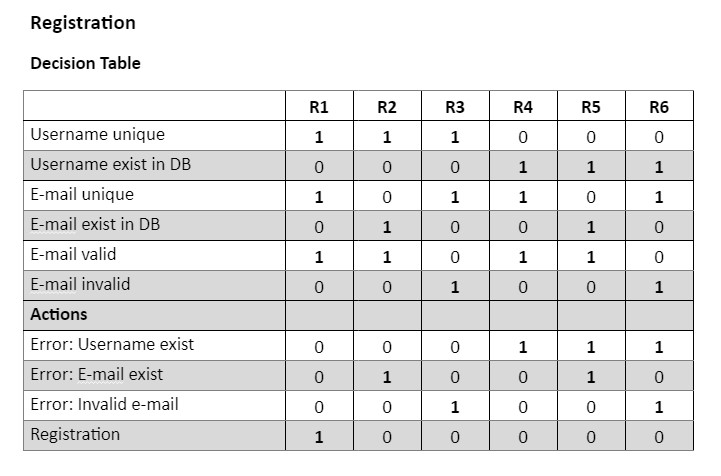 Registration
Decision Table
R1 R2 R3 R4 R5 R6
Username unique 1 1 1 0 0 0
Username exist in DB 0 0 0 1 1 1
E-mail unique 1 0 1 1 0 1
E-mail exist in DB 0 1 0 0 1 0
E-mail valid 1 1 0 1 1 0
E-mail invalid 0 0 1 0 0 1
Actions
Error: Username exist 0 0 0 1 1 1
Error: E-mail exist 0 1 0 0 1 0
Error: Invalid e-mail 0 0 1 0 0 1
Registration 1 0 0 0 0 0